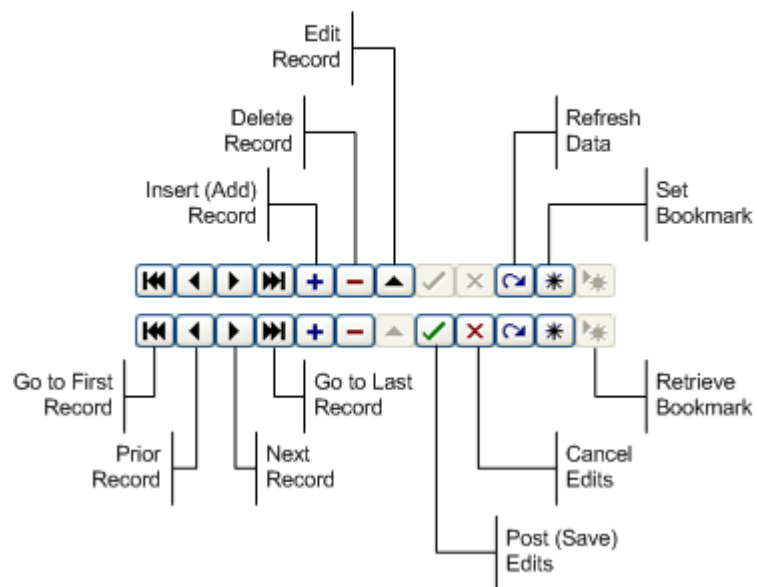 Edit
Record
Delete
Record
Refresh
Data
Insert (Add)
Record
Set
Bookmark
Go to First
Record
Go to Last
Record
Retrieve
Bookmark
Prior
Record
Next
Record
Cancel
Edits
Post (Save)
Edits